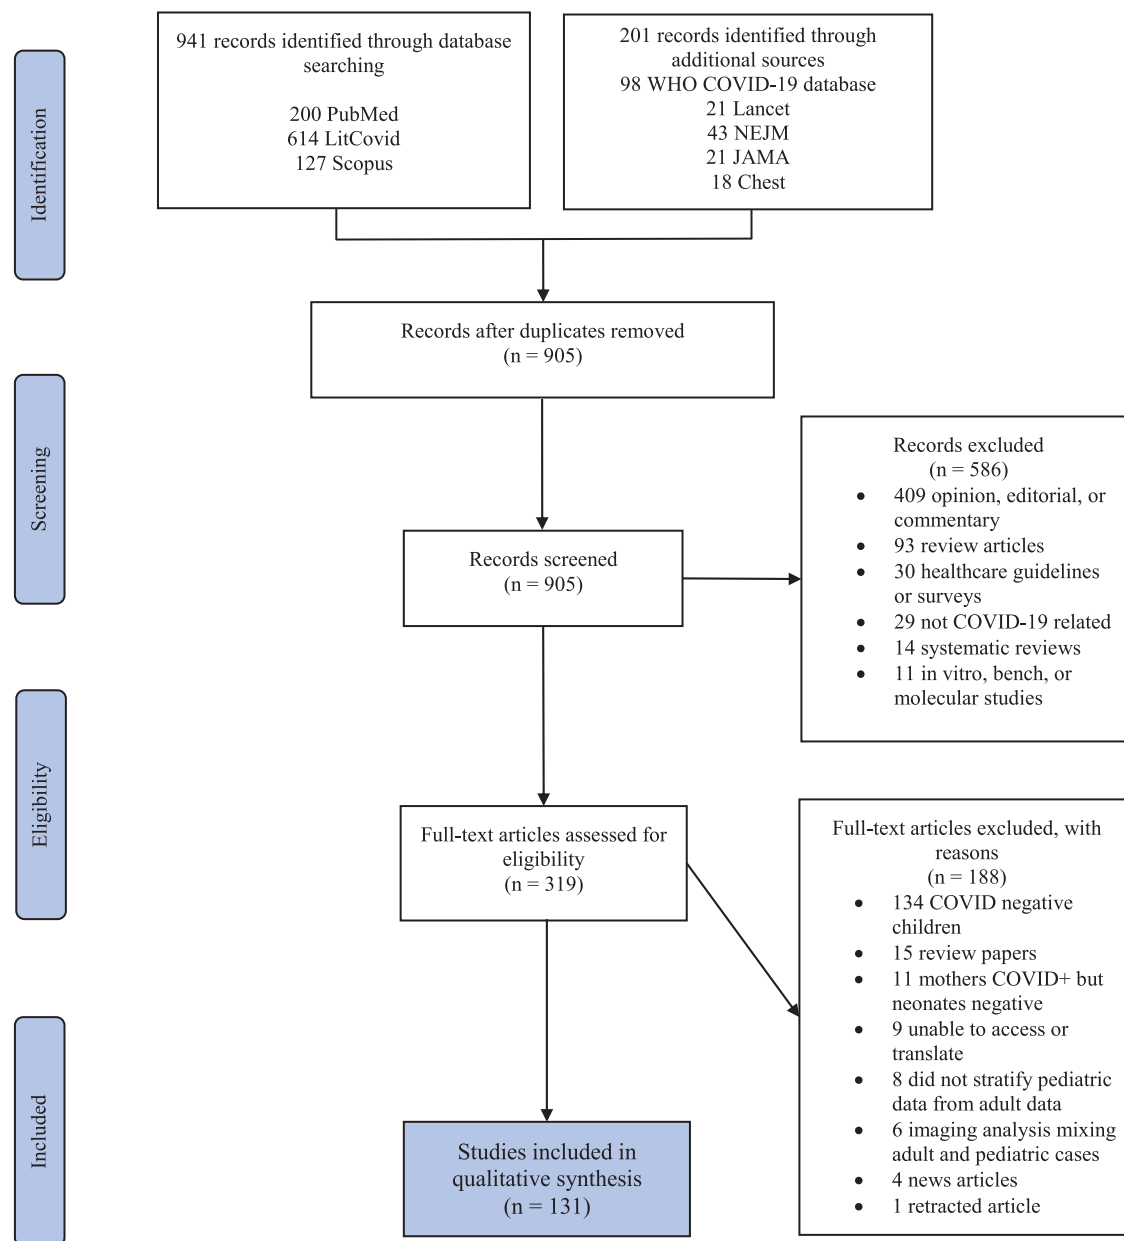 941 records identified through database
searching
200 PubMed
614 LitCovid
127 Scopus
201 records identified through
additional sources
98 WHO COVID-19 database
21 Lancet
43 NEJM
21 JAMA
18 Chest
Identification
Records after duplicates removed
(n = 905)
Screening
Records screened
(n = 905)
Records excluded
(n = 586)
• 409 opinion, editorial, or
commentary
• 93 review articles
• 30 healthcare guidelines
or surveys
• 29 not COVID-19 related
• 14 systematic reviews
• 11 in vitro, bench, or
molecular studies
Eligibility
Full-text articles assessed for
eligibility
(n = 319)
Full-text articles excluded, with
reasons
(n = 188)
• 134 COVID negative
children
• 15 review papers
• 11 mothers COVID+ but
neonates negative
• 9 unable to access or
translate
• 8 did not stratify pediatric
data from adult data
• 6 imaging analysis mixing
adult and pediatric cases
• 4 news articles
• 1 retracted article
Included
Studies included in
qualitative synthesis
(n = 131)